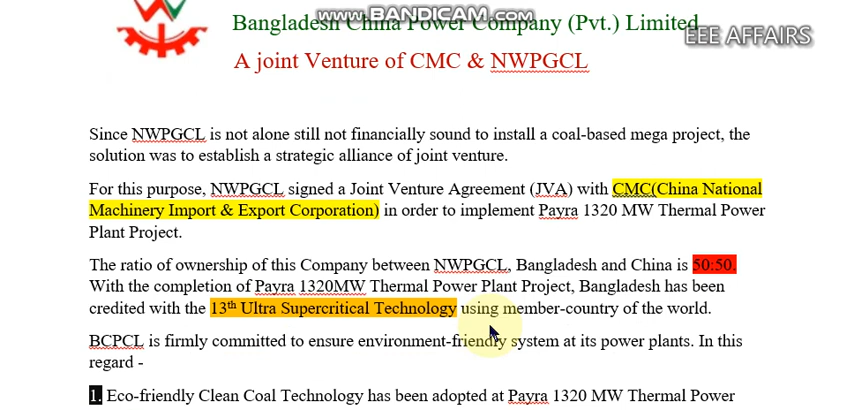 www.BANDICAM.com
Bangladesh China Power Company (Pvt.) Limited
EEE AFFAIRS
A joint Venture of CMC & NWPGCL
Since NWPGCL is not alone still not financially sound to install a coal-based mega project, the
solution was to establish a strategic alliance of joint venture.
For this purpose, NWPGCL signed a Joint Venture Agreement (JVA) with CMC(China National
Machinery Import & Export Corporation) in order to implement Payra 1320 MW Thermal Power
Plant Project.
The ratio of ownership of this Company between NWPGCL, Bangladesh and China is 50:50.
With the completion of Payra 1320MW Thermal Power Plant Project, Bangladesh has been
credited with the 13th Ultra Supercritical Technology using member-country of the world.
BCPCL is firmly committed to ensure environment-friendly system at its power plants. In this
regard -
1. Eco-friendly Clean Coal Technology has been adopted at Payra 1320 MW Thermal Power